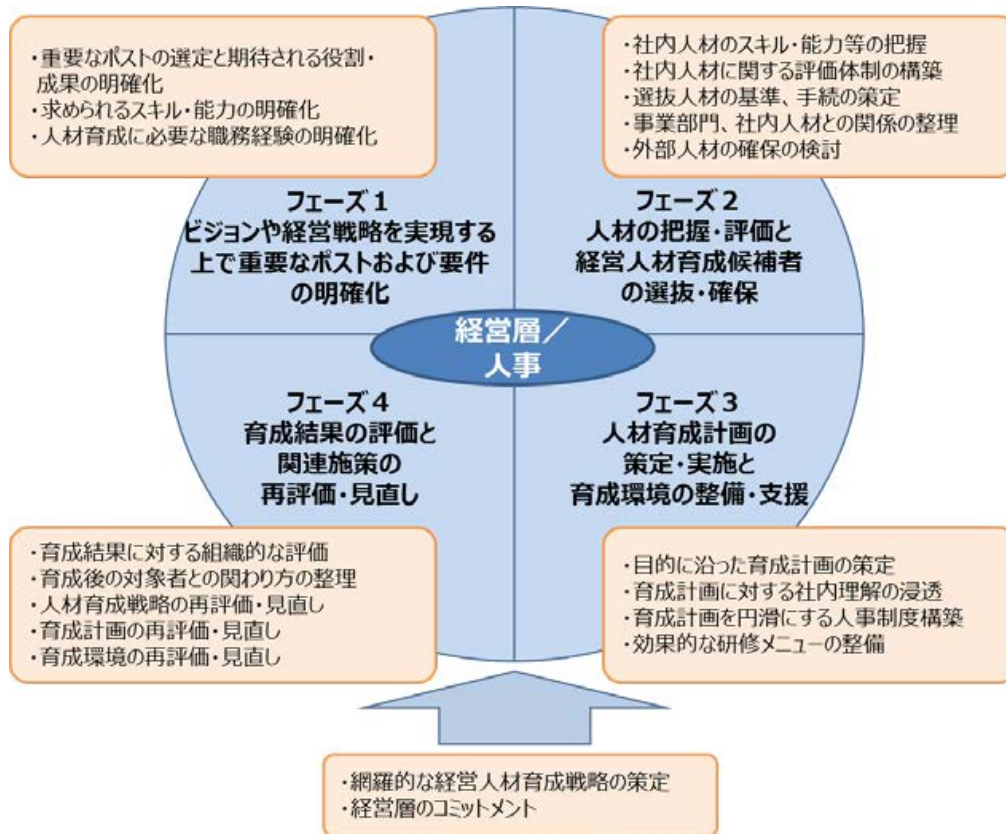 ・重要なポストの選定と期待される役割・
成果の明確化
・求められるスキル・能力の明確化
・人材育成に必要な職務経験の明確化
・社内人材のスキル・能力等の把握
・社内人材に関する評価体制の構築
・選抜人材の基準、手続の策定
・事業部門、社内人材との関係の整理
・外部人材の確保の検討
フェーズ1
ビジョンや経営戦略を実現する
上で重要なポストおよび要件
の明確化
フェーズ2
人材の把握・評価と
経営人材育成候補者
の選抜・確保
経営層／
人事
フェーズ4
育成結果の評価と
関連施策の
再評価・見直し
フェーズ3
人材育成計画の
策定・実施と
育成環境の整備・支援
・育成結果に対する組織的な評価
・育成後の対象者との関わり方の整理
・人材育成戦略の再評価・見直し
・育成計画の再評価・見直し
・育成環境の再評価・見直し
・目的に沿った育成計画の策定
・育成計画に対する社内理解の浸透
・育成計画を円滑にする人事制度構築
・効果的な研修メニューの整備
・網羅的な経営人材育成戦略の策定
・経営層のコミットメント